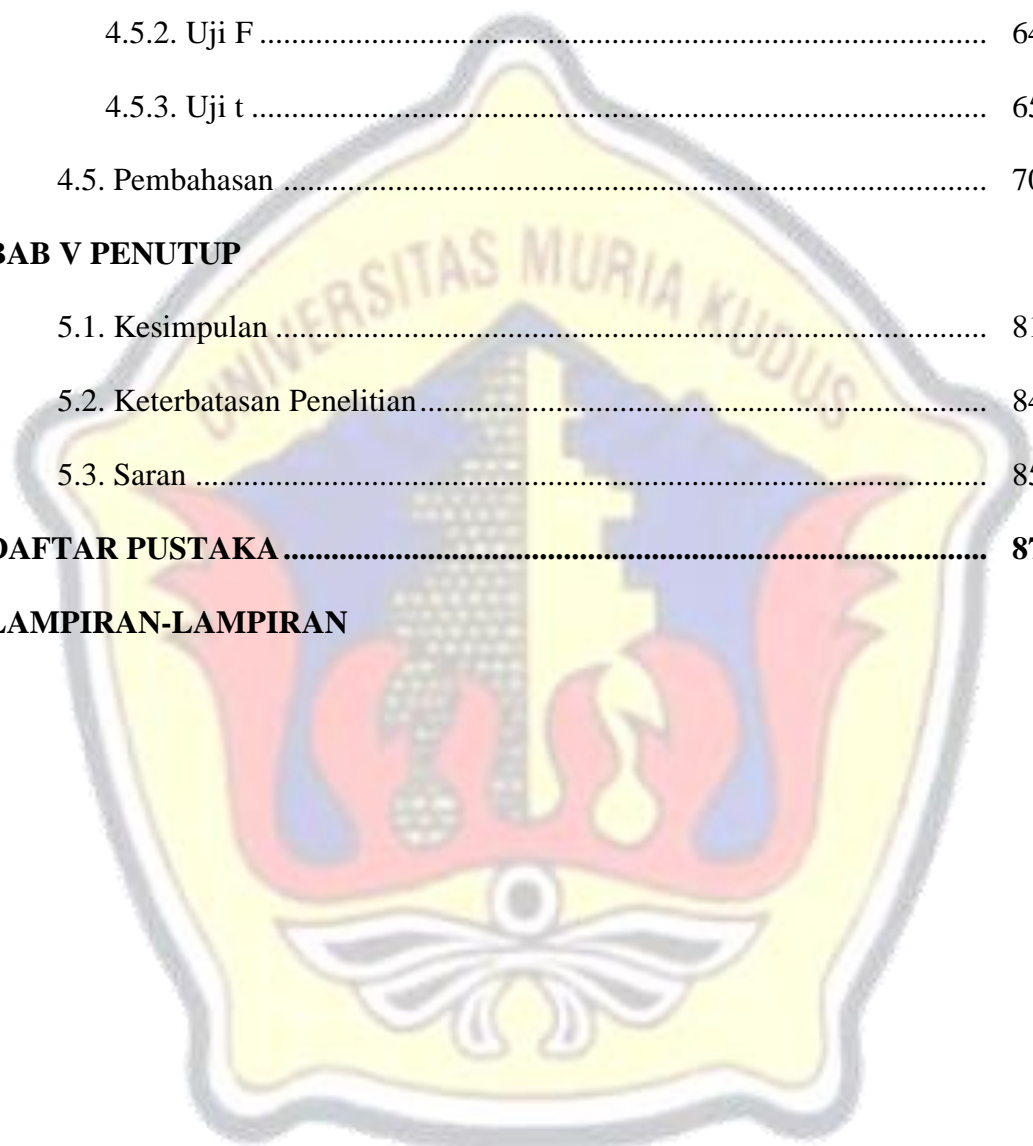 4.5.2. Uji F ........................................................................ 64
4.5.3. Uji t ........................................................................ 65
4.5. Pembahasan ........................................................................ 70
BAB V PENUTUP
UNIVERSITAS MURIA KUDUS
5.1. Kesimpulan ........................................................................ 81
5.2. Keterbatasan Penelitian ........................................................................ 84
5.3. Saran ........................................................................ 85
DAFTAR PUSTAKA ........................................................................ 87
LAMPIRAN-LAMPIRAN